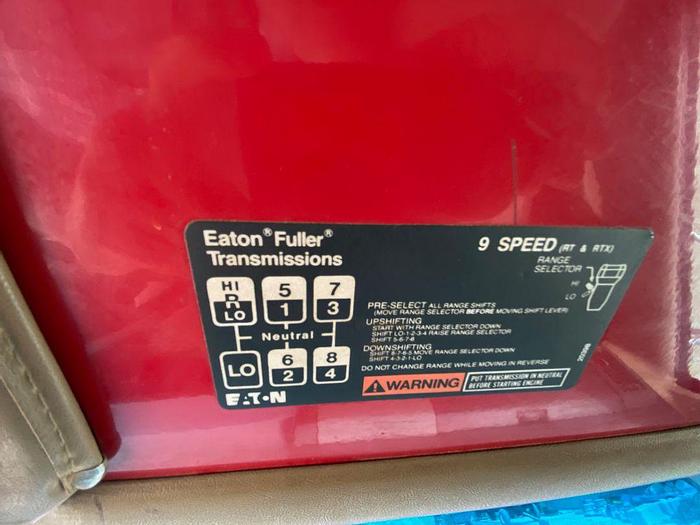 Eaton® Fuller®
Transmissions
9 SPEED (RT & RTX)
RANGE
SELECTOR
HI
LO
HI
R
LO
5
1
7
3
Neutral
LO
6
2
8
4
PRE-SELECT ALL RANGE SHIFTS
(MOVE RANGE SELECTOR BEFORE MOVING SHIFT LEVER)
UPSHIFTING
START WITH RANGE SELECTOR DOWN
SHIFT LO-1-2-3-4 RAISE RANGE SELECTOR
SHIFT 5-6-7-8
DOWNSHIFTING
SHIFT 8-7-6-5 MOVE RANGE SELECTOR DOWN
SHIFT 4-3-2-1-LO
DO NOT CHANGE RANGE WHILE MOVING IN REVERSE
WARNING
PUT TRANSMISSION IN NEUTRAL
BEFORE STARTING ENGINE
EATON